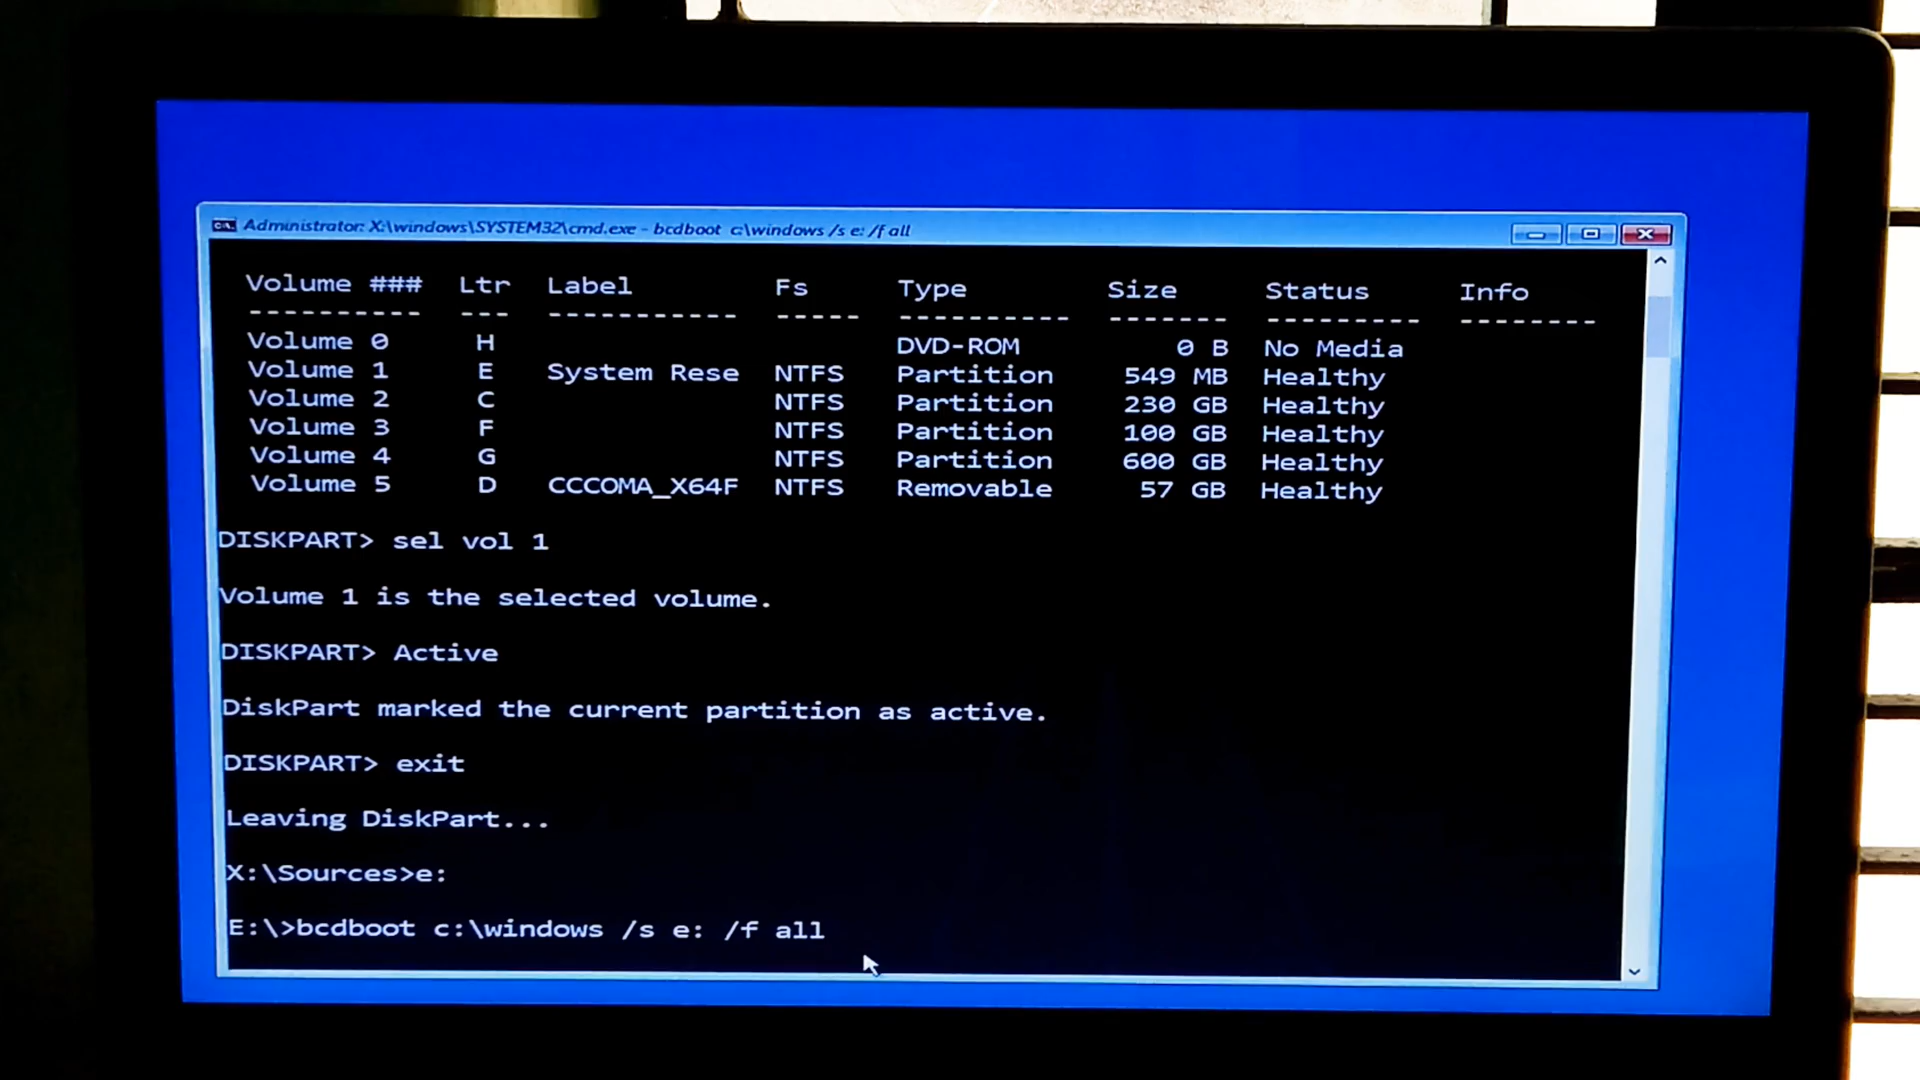 Administrator: X:\windows\SYSTEM32\cmd.exe - bcdboot c:\windows /s e: /f all
Volume ### Ltr Label Fs Type Size Status Info
---------- --- ----------- ----- ---------- ------- --------- --------
Volume 0 H DVD-ROM 0 B No Media
Volume 1 E System Rese NTFS Partition 549 MB Healthy
Volume 2 C NTFS Partition 230 GB Healthy
Volume 3 F NTFS Partition 100 GB Healthy
Volume 4 G NTFS Partition 600 GB Healthy
Volume 5 D CCCOMA_X64F NTFS Removable 57 GB Healthy
DISKPART> sel vol 1
Volume 1 is the selected volume.
DISKPART> Active
DiskPart marked the current partition as active.
DISKPART> exit
Leaving DiskPart...
X:\Sources>e:
E:\>bcdboot c:\windows /s e: /f all